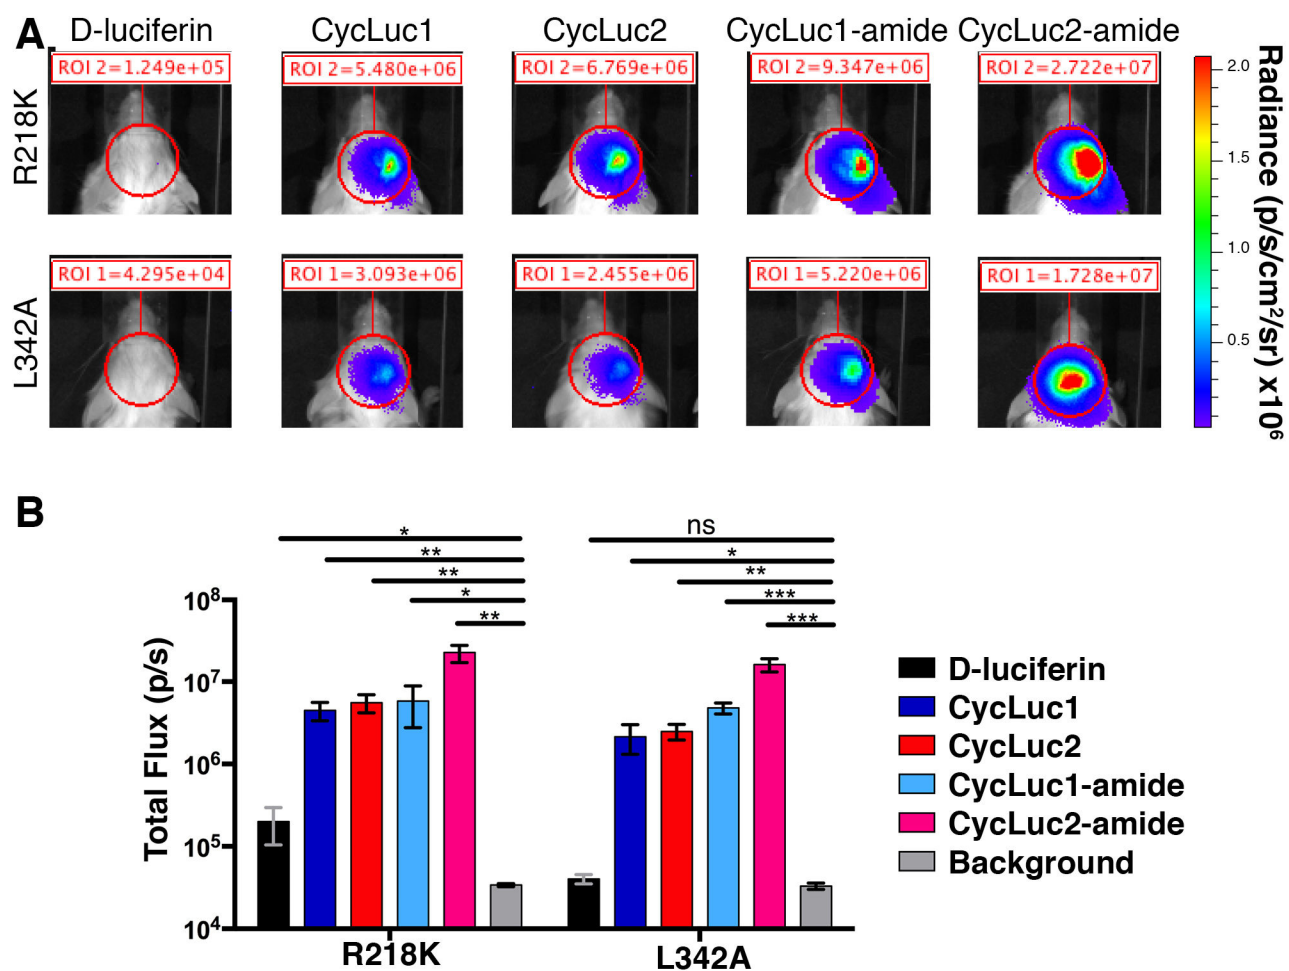 A
D-luciferin CycLuc1 CycLuc2 CycLuc1-amide CycLuc2-amide
R218K
ROI 2=1.249e+05 ROI 2=5.480e+06 ROI 2=6.769e+06 ROI 2=9.347e+06 ROI 2=2.722e+07
L342A
ROI 1=4.295e+04 ROI 1=3.093e+06 ROI 1=2.455e+06 ROI 1=5.220e+06 ROI 1=1.728e+07
2.0
1.5
1.0
0.5
Radiance (p/s/cm²/sr) x10⁶
B
* ns
** *
** **
* ***
** ***
Total Flux (p/s)
10⁸
10⁷
10⁶
10⁵
10⁴
R218K L342A
D-luciferin
CycLuc1
CycLuc2
CycLuc1-amide
CycLuc2-amide
Background